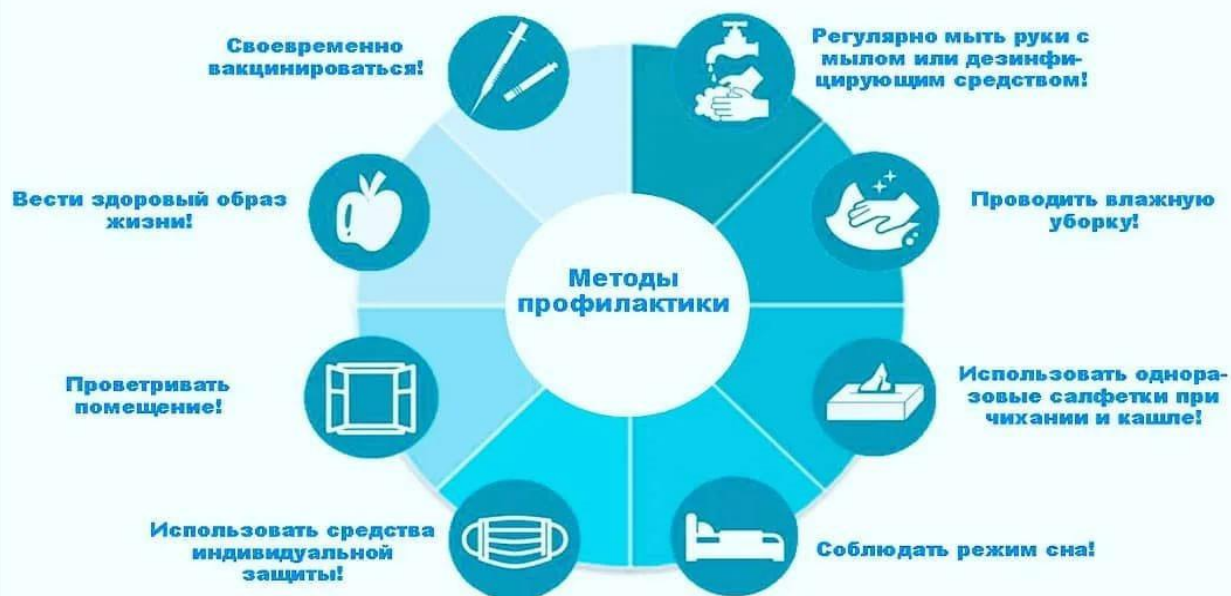 Методы
профилактики
Регулярно мыть руки с
мылом или дезинфи-
цирующим средством!
Проводить влажную
уборку!
Использовать однора-
зовые салфетки при
чихании и кашле!
Соблюдать режим сна!
Использовать средства
индивидуальной
защиты!
Проветривать
помещение!
Вести здоровый образ
жизни!
Своевременно
вакцинироваться!